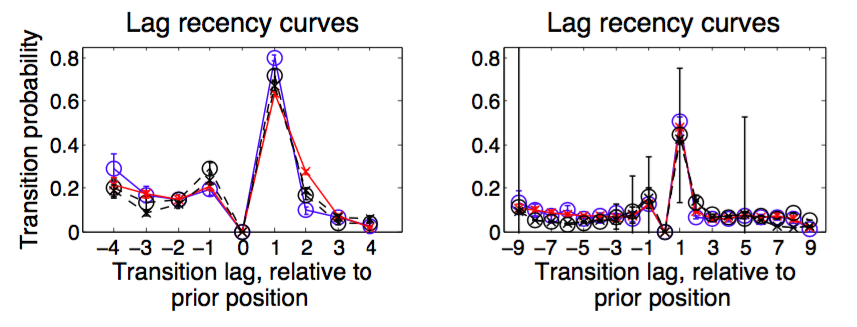 Lag recency curves
Transition probability
0.8
0.6
0.4
0.2
0
−4 −3 −2 −1 0 1 2 3 4
Transition lag, relative to
prior position
Lag recency curves
0.8
0.6
0.4
0.2
0
−9 −7 −5 −3 −1 1 3 5 7 9
Transition lag, relative to
prior position